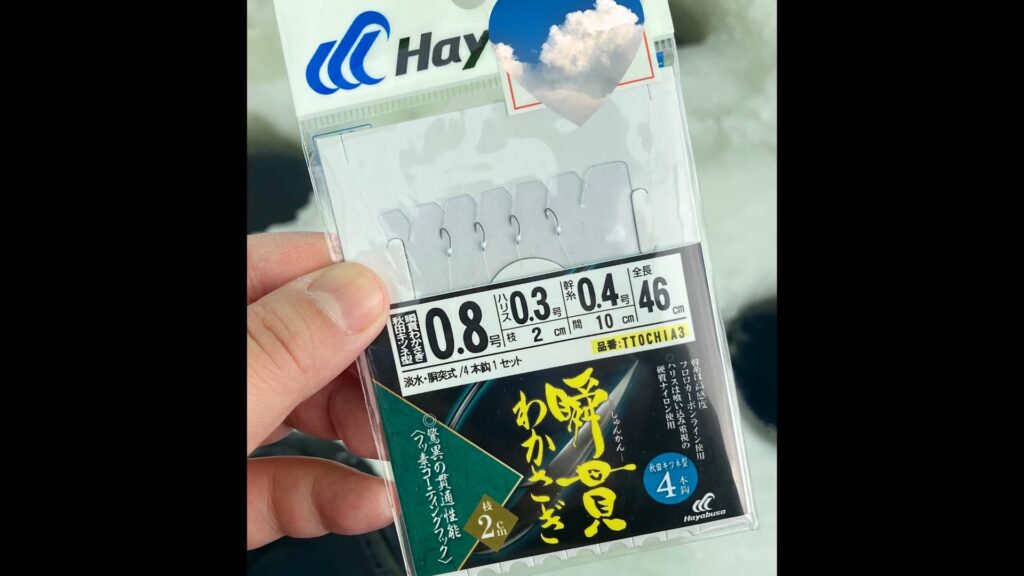 Hay
瞬貫わかさぎ
秋田キツネ型
0.8号
ハリス 0.3号
幹糸 0.4号
全長 46cm
枝 2cm
間 10cm
品番:TTOCHIA3
淡水・胴突式/4本鈎1セット
瞬貫
じゅんかん
わかさぎ
幹糸は高感度
フロロカーボンライン使用
ハリスは喰い込み重視の
硬質ナイロン使用
◎驚異の貫通性能
〈フッ素コーティングフック〉
枝
2cm
秋田キツネ型
4本鈎
Hayabusa